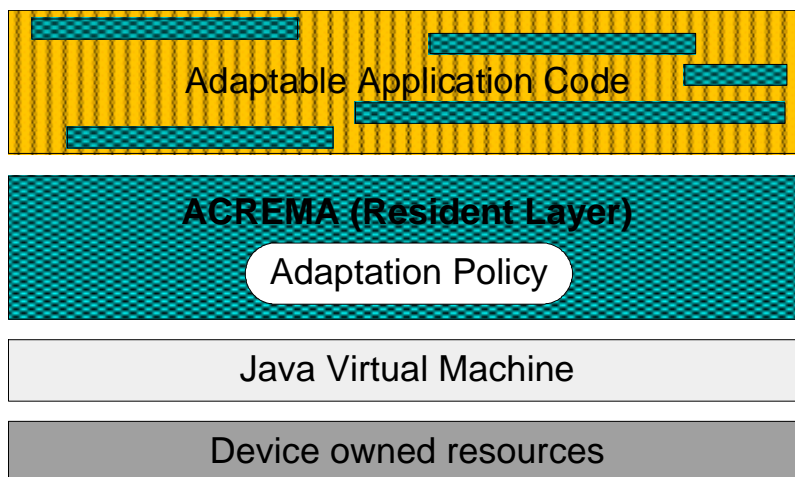 Adaptable Application Code
ACREMA (Resident Layer)
Adaptation Policy
Java Virtual Machine
Device owned resources